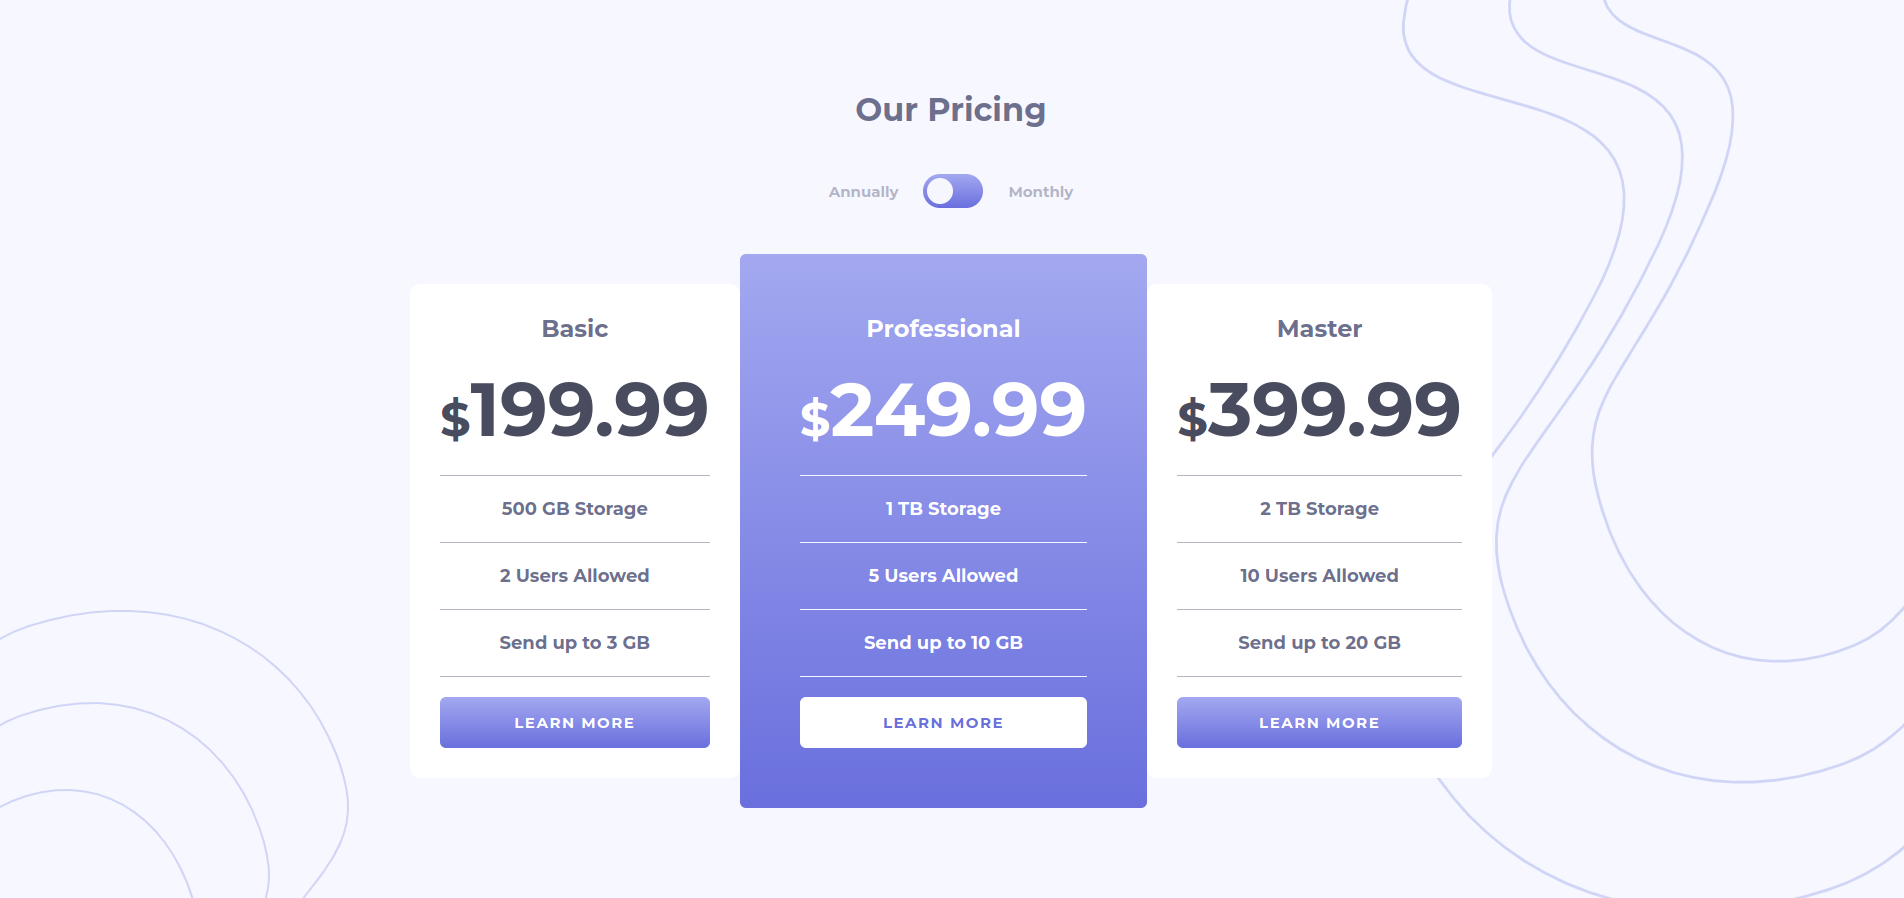 Our Pricing
Annually Monthly
Basic
$199.99
500 GB Storage
2 Users Allowed
Send up to 3 GB
LEARN MORE
Professional
$249.99
1 TB Storage
5 Users Allowed
Send up to 10 GB
LEARN MORE
Master
$399.99
2 TB Storage
10 Users Allowed
Send up to 20 GB
LEARN MORE